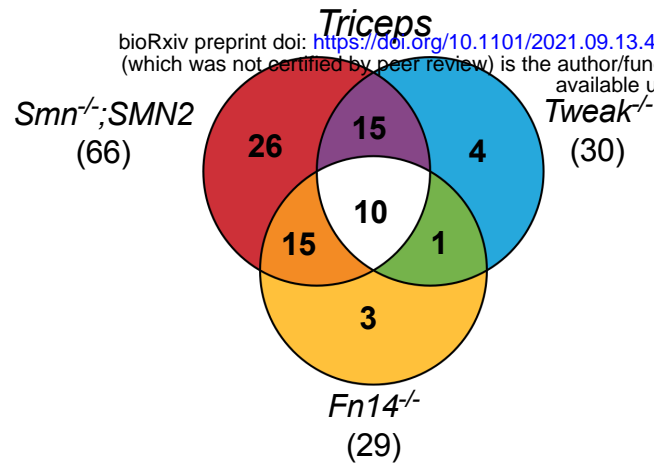 Triceps
bioRxiv preprint doi: https://doi.org/10.1101/2021.09.13.4
(which was not certified by peer review) is the author/fun
available u
Smn-/-;SMN2
(66)
Tweak-/-
(30)
26
15
4
10
15
1
3
Fn14-/-
(29)